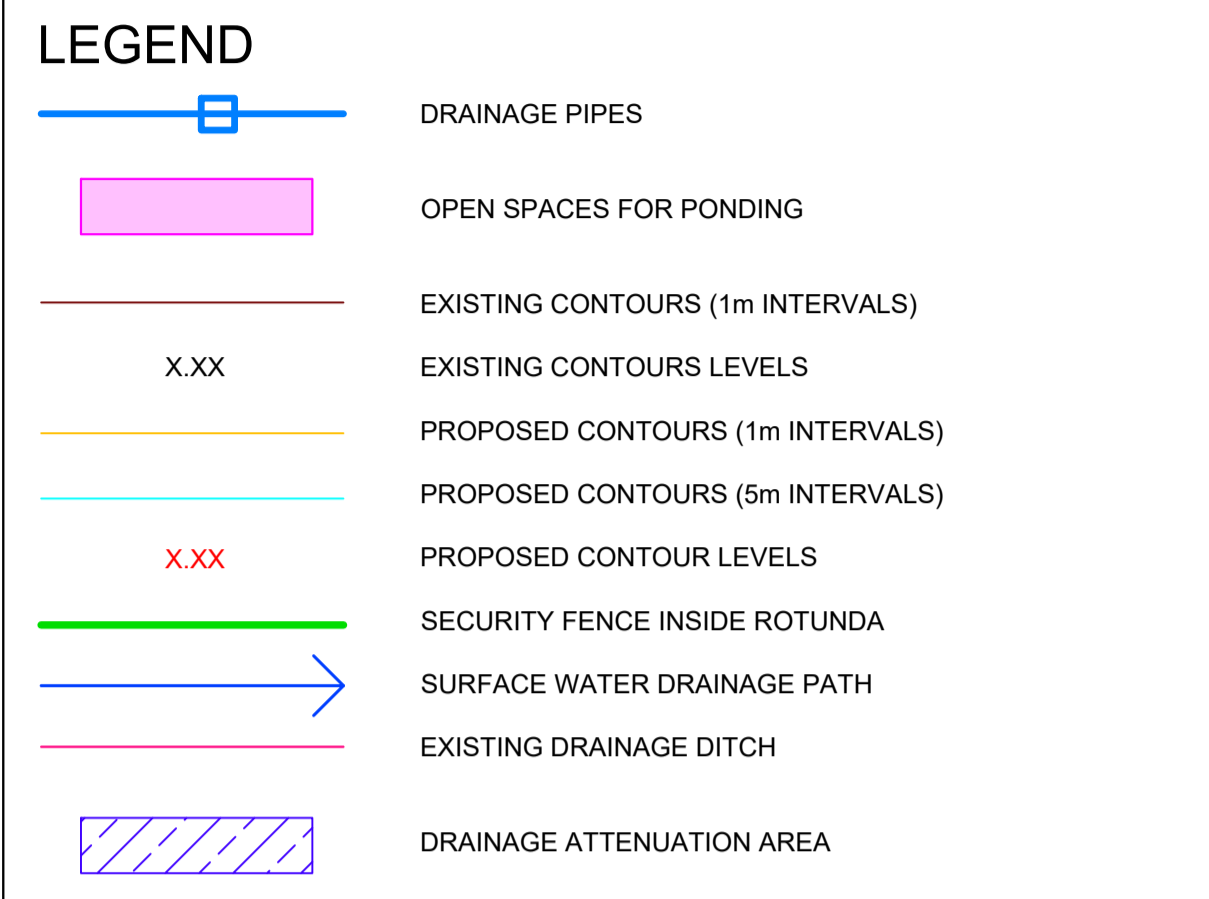 LEGEND
DRAINAGE PIPES
OPEN SPACES FOR PONDING
EXISTING CONTOURS (1m INTERVALS)
X.XX EXISTING CONTOURS LEVELS
PROPOSED CONTOURS (1m INTERVALS)
PROPOSED CONTOURS (5m INTERVALS)
X.XX PROPOSED CONTOUR LEVELS
SECURITY FENCE INSIDE ROTUNDA
SURFACE WATER DRAINAGE PATH
EXISTING DRAINAGE DITCH
DRAINAGE ATTENUATION AREA